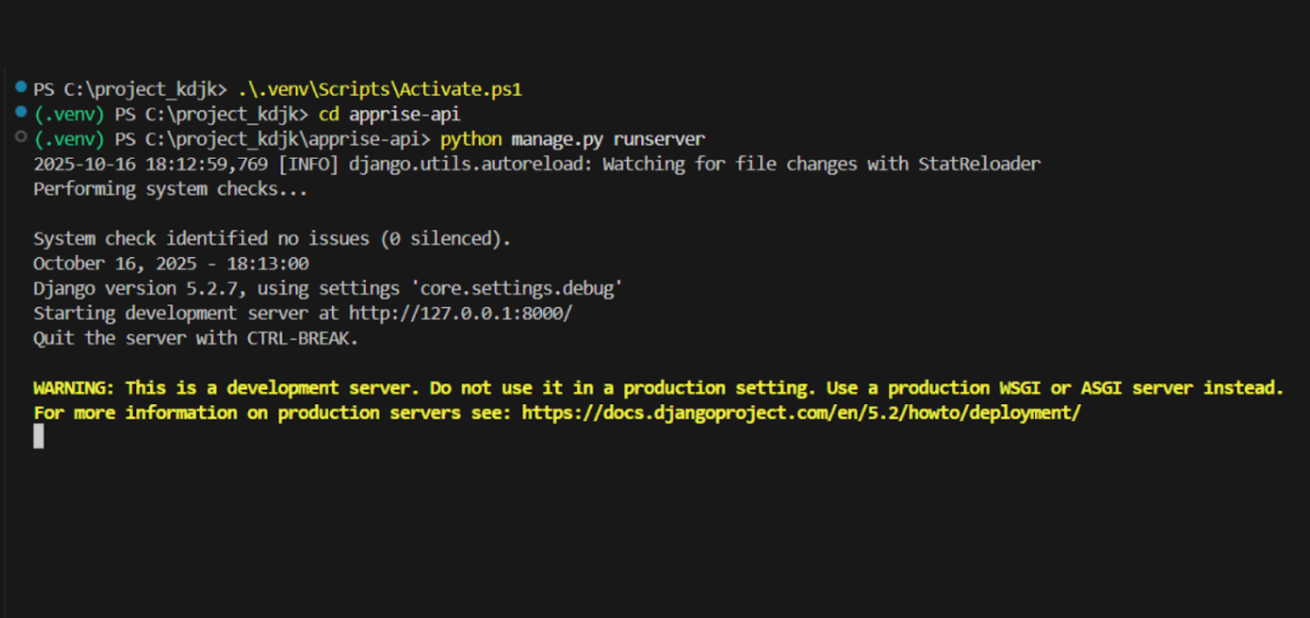 PS C:\project_kdjk> .\.venv\Scripts\Activate.ps1
(.venv) PS C:\project_kdjk> cd apprise-api
(.venv) PS C:\project_kdjk\apprise-api> python manage.py runserver
2025-10-16 18:12:59,769 [INFO] django.utils.autoreload: Watching for file changes with StatReloader
Performing system checks...
System check identified no issues (0 silenced).
October 16, 2025 - 18:13:00
Django version 5.2.7, using settings 'core.settings.debug'
Starting development server at http://127.0.0.1:8000/
Quit the server with CTRL-BREAK.
WARNING: This is a development server. Do not use it in a production setting. Use a production WSGI or ASGI server instead.
For more information on production servers see: https://docs.djangoproject.com/en/5.2/howto/deployment/